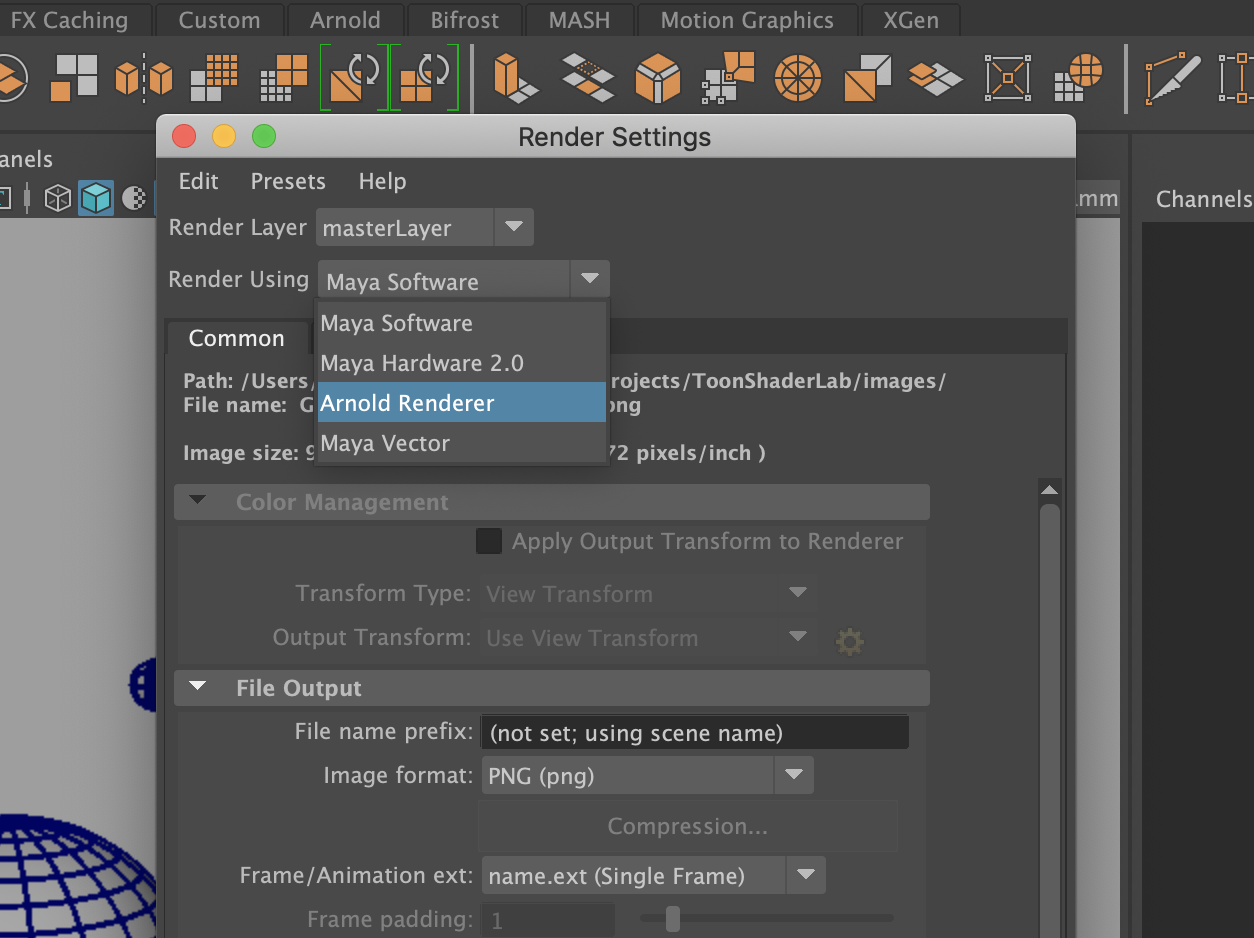 FX Caching Custom Arnold Bifrost MASH Motion Graphics XGen
Render Settings
anels
Edit Presets Help
Render Layer masterLayer
mm
Channels
Render Using Maya Software
Maya Software
Common
Maya Hardware 2.0
Path: /Users/ rojects/ToonShaderLab/images/
Arnold Renderer
File name: G png
Maya Vector
Image size: 9 72 pixels/inch )
Color Management
Apply Output Transform to Renderer
Transform Type: View Transform
Output Transform: Use View Transform
File Output
File name prefix: (not set; using scene name)
Image format: PNG (png)
Compression...
Frame/Animation ext: name.ext (Single Frame)
Frame padding: 1